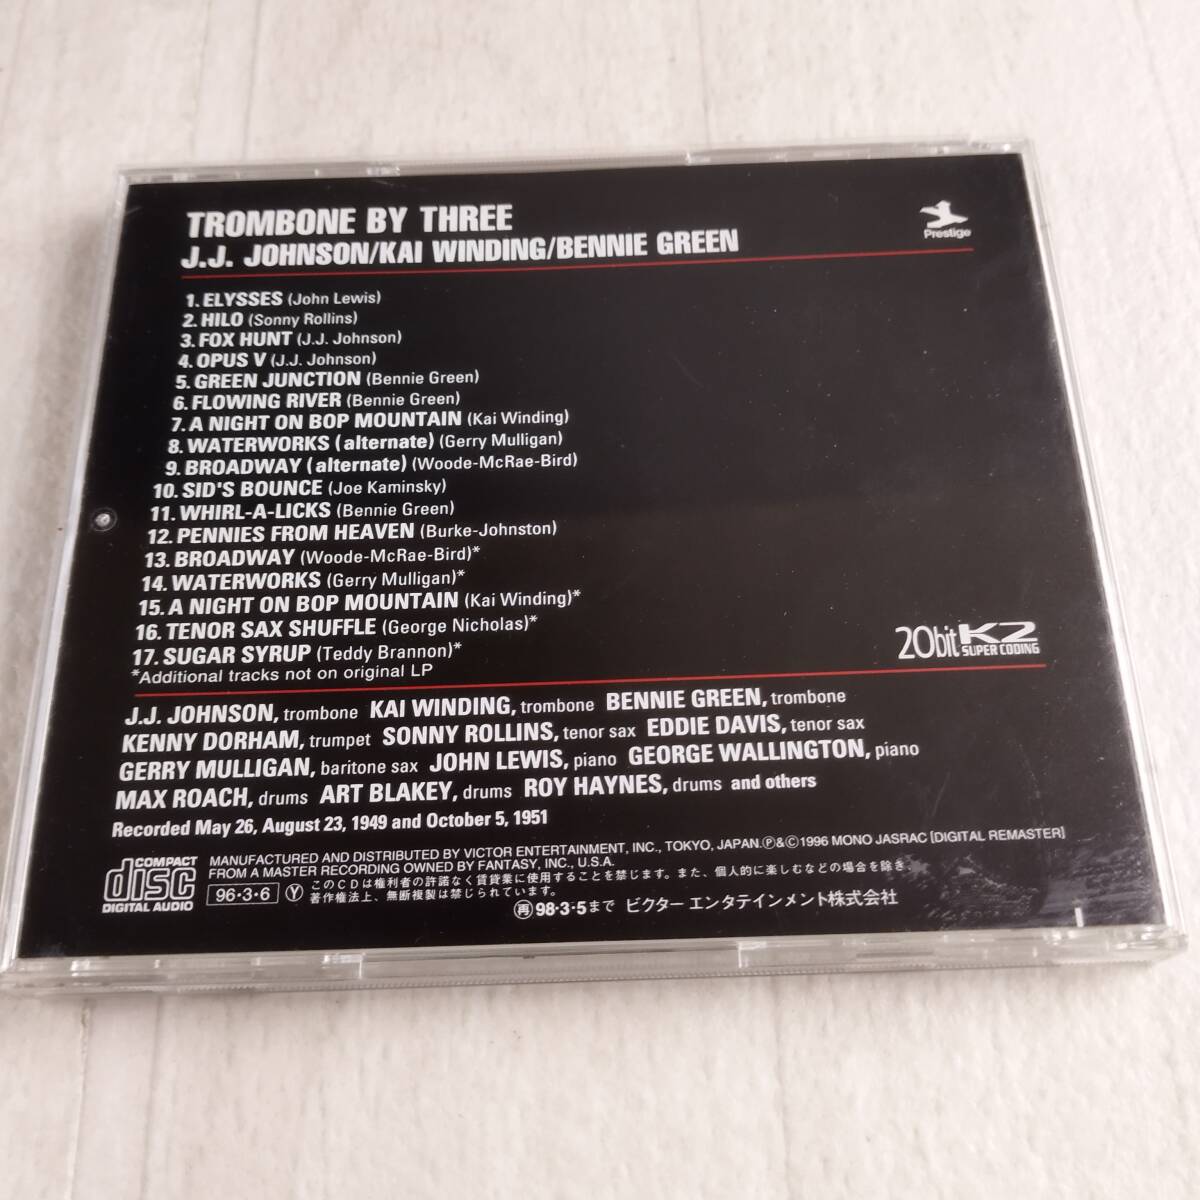 TROMBONE BY THREE
J.J. JOHNSON/KAI WINDING/BENNIE GREEN
Prestige
1. ELYSSES (John Lewis)
2. HILO (Sonny Rollins)
3. FOX HUNT (J.J. Johnson)
4. OPUS V (J.J. Johnson)
5. GREEN JUNCTION (Bennie Green)
6. FLOWING RIVER (Bennie Green)
7. A NIGHT ON BOP MOUNTAIN (Kai Winding)
8. WATERWORKS (alternate) (Gerry Mulligan)
9. BROADWAY (alternate) (Woode-McRae-Bird)
10. SID'S BOUNCE (Joe Kaminsky)
11. WHIRL-A-LICKS (Bennie Green)
12. PENNIES FROM HEAVEN (Burke-Johnston)
13. BROADWAY (Woode-McRae-Bird)*
14. WATERWORKS (Gerry Mulligan)*
15. A NIGHT ON BOP MOUNTAIN (Kai Winding)*
16. TENOR SAX SHUFFLE (George Nicholas)*
17. SUGAR SYRUP (Teddy Brannon)*
*Additional tracks not on original LP
20bit K2 SUPER CODING
J.J. JOHNSON, trombone KAI WINDING, trombone BENNIE GREEN, trombone
KENNY DORHAM, trumpet SONNY ROLLINS, tenor sax EDDIE DAVIS, tenor sax
GERRY MULLIGAN, baritone sax JOHN LEWIS, piano GEORGE WALLINGTON, piano
MAX ROACH, drums ART BLAKEY, drums ROY HAYNES, drums and others
Recorded May 26, August 23, 1949 and October 5, 1951
COMPACT disc DIGITAL AUDIO
MANUFACTURED AND DISTRIBUTED BY VICTOR ENTERTAINMENT, INC., TOKYO, JAPAN.Ⓟ&Ⓒ1996 MONO JASRAC [DIGITAL REMASTER]
FROM A MASTER RECORDING OWNED BY FANTASY, INC., U.S.A.
96・3・6 Ⓨ このCDは権利者の許諾なく賃貸業に使用することを禁じます。また、個人的に楽しむなどの場合を除き、
著作権法上、無断複製は禁じられています。
再98・3・5まで ビクター エンタテインメント株式会社